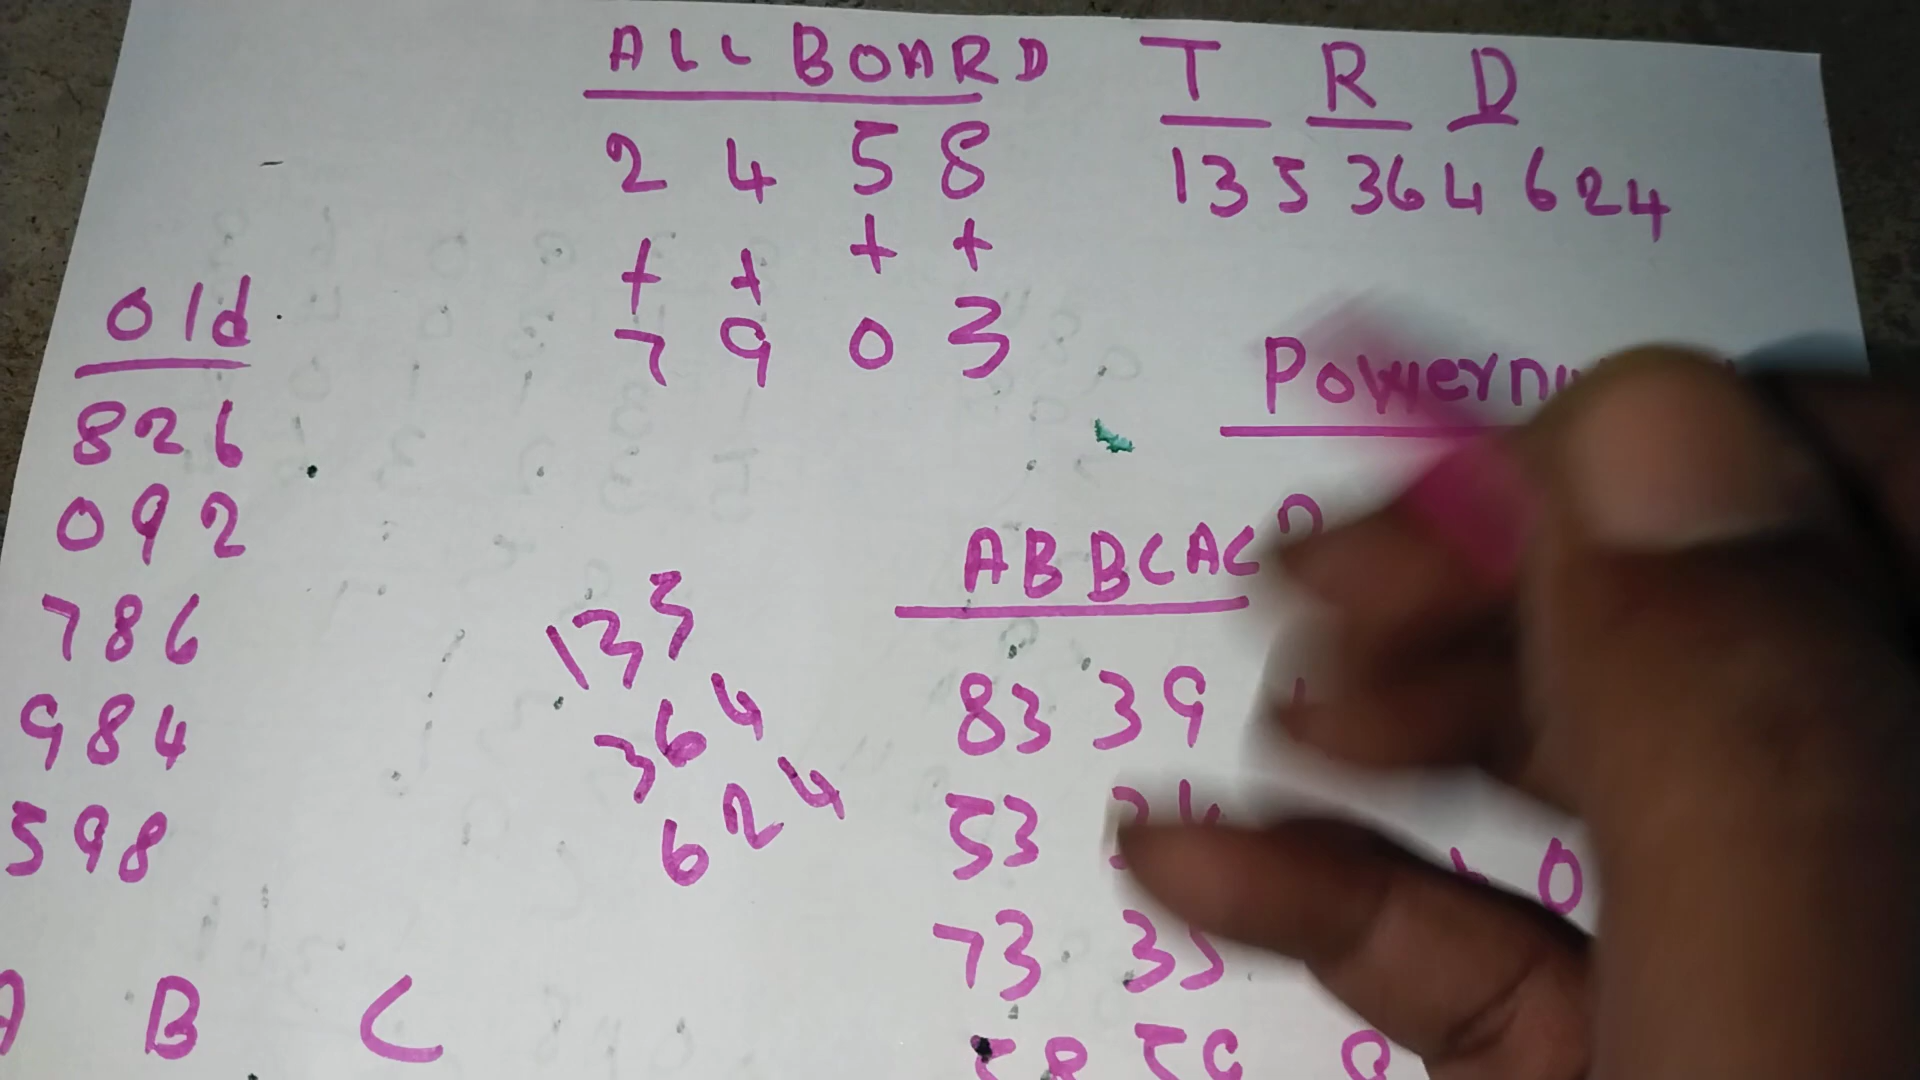 ALL BOARD
2 4 5 8
+ + + +
7 9 0 3
T R D
135 364 624
old
826
092
786
984
598
A B C
135
364
624
ABBCAC
83 39
53
73 35